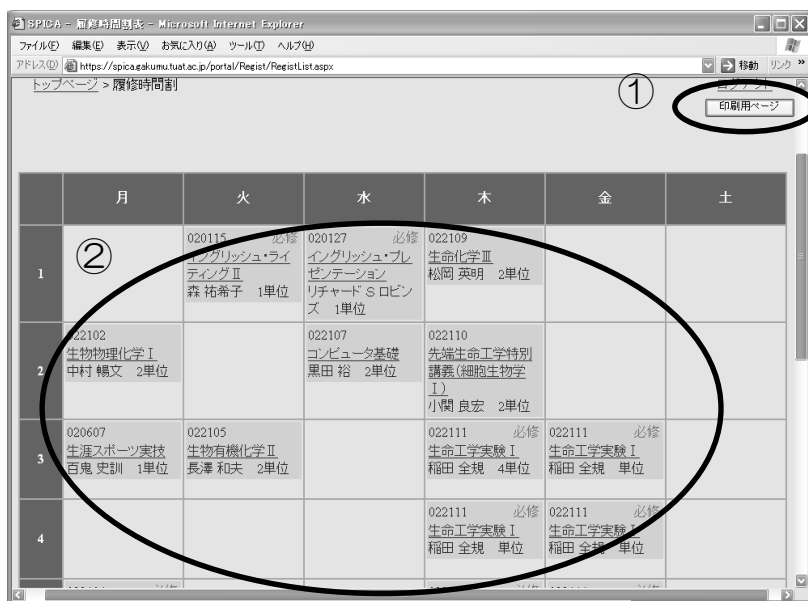 SPICA - 履修時間割表 - Microsoft Internet Explorer
ファイル(F) 編集(E) 表示(V) お気に入り(A) ツール(T) ヘルプ(H)
アドレス(D) https://spica.gakumu.tuat.ac.jp/portal/Regist/RegistList.aspx 移動 リンク »
トップページ > 履修時間割
ログアウト
①
印刷用ページ
月 火 水 木 金 土
②
1
020115 必修
イングリッシュ・ライ
ティングⅡ
森 祐希子 1単位
020127 必修
イングリッシュ・プレ
ゼンテーション
リチャード S ロビン
ズ 1単位
022109
生命化学Ⅲ
松岡 英明 2単位
2
022102
生物物理化学Ⅰ
中村 暢文 2単位
022107
コンピュータ基礎
黒田 裕 2単位
022110
先端生命工学特別
講義(細胞生物学
Ⅰ)
小関 良宏 2単位
3
020607
生涯スポーツ実技
百鬼 史訓 1単位
022105
生物有機化学Ⅱ
長澤 和夫 2単位
022111 必修
生命工学実験Ⅰ
稲田 全規 4単位
022111 必修
生命工学実験Ⅰ
稲田 全規 単位
4
022111 必修
生命工学実験Ⅰ
稲田 全規 単位
022111 必修
生命工学実験Ⅰ
稲田 全規 単位